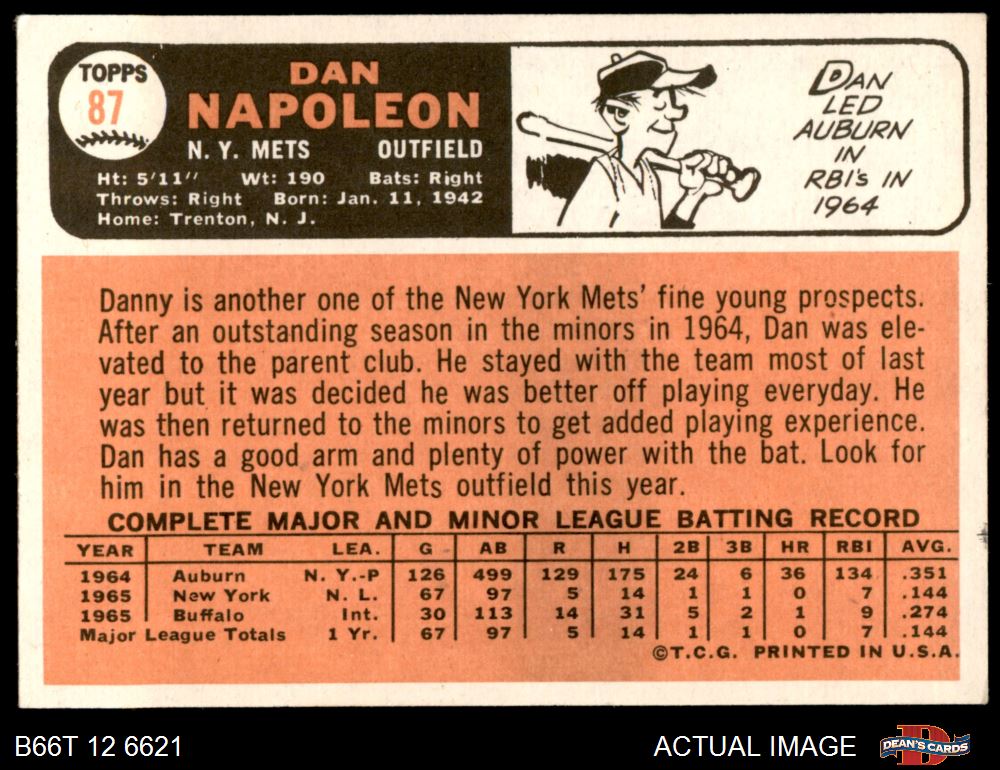 TOPPS
87
DAN
NAPOLEON
N. Y. METS OUTFIELD
Ht: 5'11" Wt: 190 Bats: Right
Throws: Right Born: Jan. 11, 1942
Home: Trenton, N. J.
DAN
LED
AUBURN
IN
RBI's IN
1964
Danny is another one of the New York Mets' fine young prospects.
After an outstanding season in the minors in 1964, Dan was ele-
vated to the parent club. He stayed with the team most of last
year but it was decided he was better off playing everyday. He
was then returned to the minors to get added playing experience.
Dan has a good arm and plenty of power with the bat. Look for
him in the New York Mets outfield this year.
COMPLETE MAJOR AND MINOR LEAGUE BATTING RECORD
YEAR TEAM LEA. G AB R H 2B 3B HR RBI AVG.
1964 Auburn N. Y.-P 126 499 129 175 24 6 36 134 .351
1965 New York N. L. 67 97 5 14 1 1 0 7 .144
1965 Buffalo Int. 30 113 14 31 5 2 1 9 .274
Major League Totals 1 Yr. 67 97 5 14 1 1 0 7 .144
©T.C.G. PRINTED IN U.S.A.
B66T 12 6621 ACTUAL IMAGE
DEAN'S CARDS